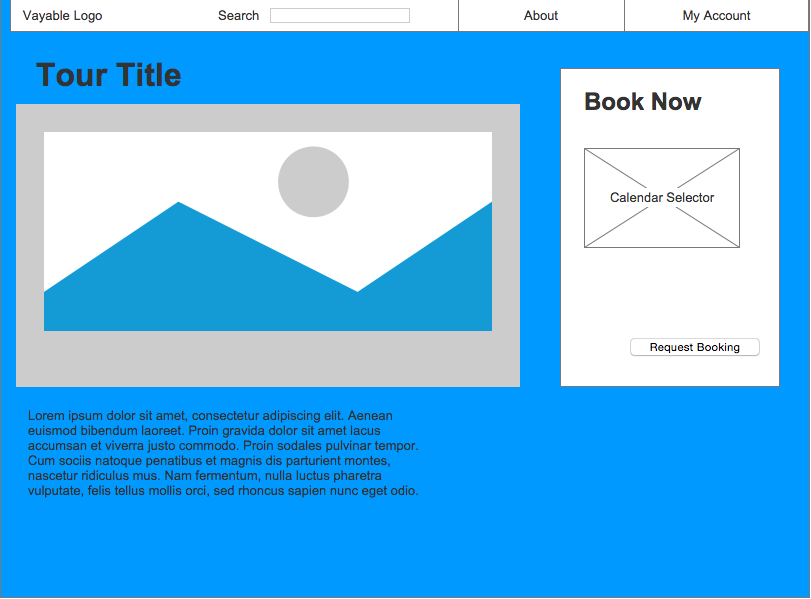 Vayable Logo
Search
About
My Account
Tour Title
Book Now
Calendar Selector
Request Booking
Lorem ipsum dolor sit amet, consectetur adipiscing elit. Aenean
euismod bibendum laoreet. Proin gravida dolor sit amet lacus
accumsan et viverra justo commodo. Proin sodales pulvinar tempor.
Cum sociis natoque penatibus et magnis dis parturient montes,
nascetur ridiculus mus. Nam fermentum, nulla luctus pharetra
vulputate, felis tellus mollis orci, sed rhoncus sapien nunc eget odio.